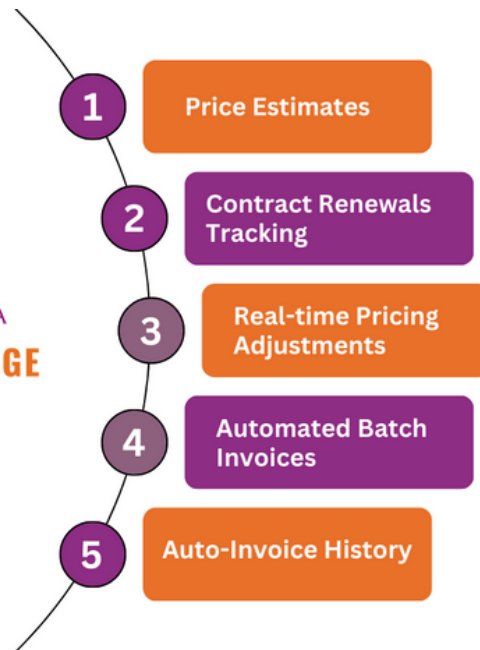 1
Price Estimates
2
Contract Renewals
Tracking
A
3
Real-time Pricing
Adjustments
GE
4
Automated Batch
Invoices
5
Auto-Invoice History